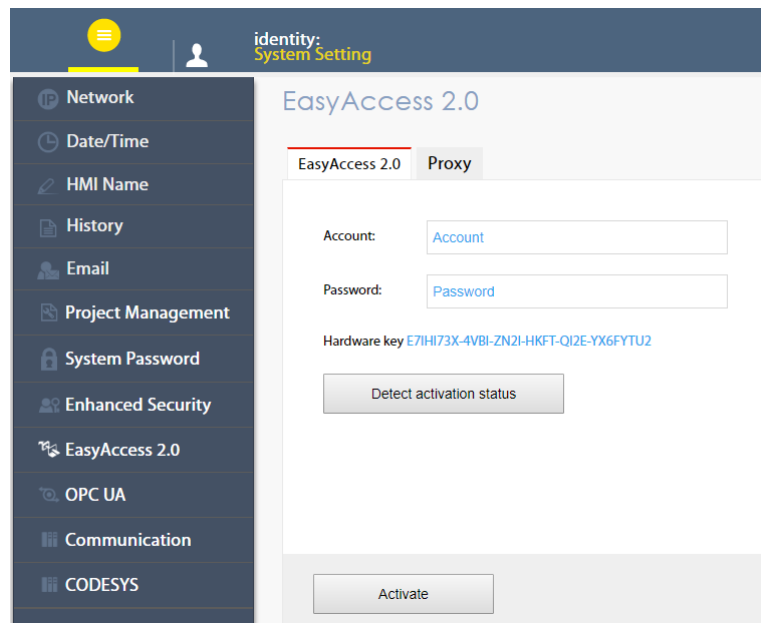 identity:
System Setting
Network
Date/Time
HMI Name
History
Email
Project Management
System Password
Enhanced Security
EasyAccess 2.0
OPC UA
Communication
CODESYS
EasyAccess 2.0
EasyAccess 2.0 Proxy
Account: Account
Password: Password
Hardware key E7IHI73X-4VBI-ZN2I-HKFT-QI2E-YX6FYTU2
Detect activation status
Activate